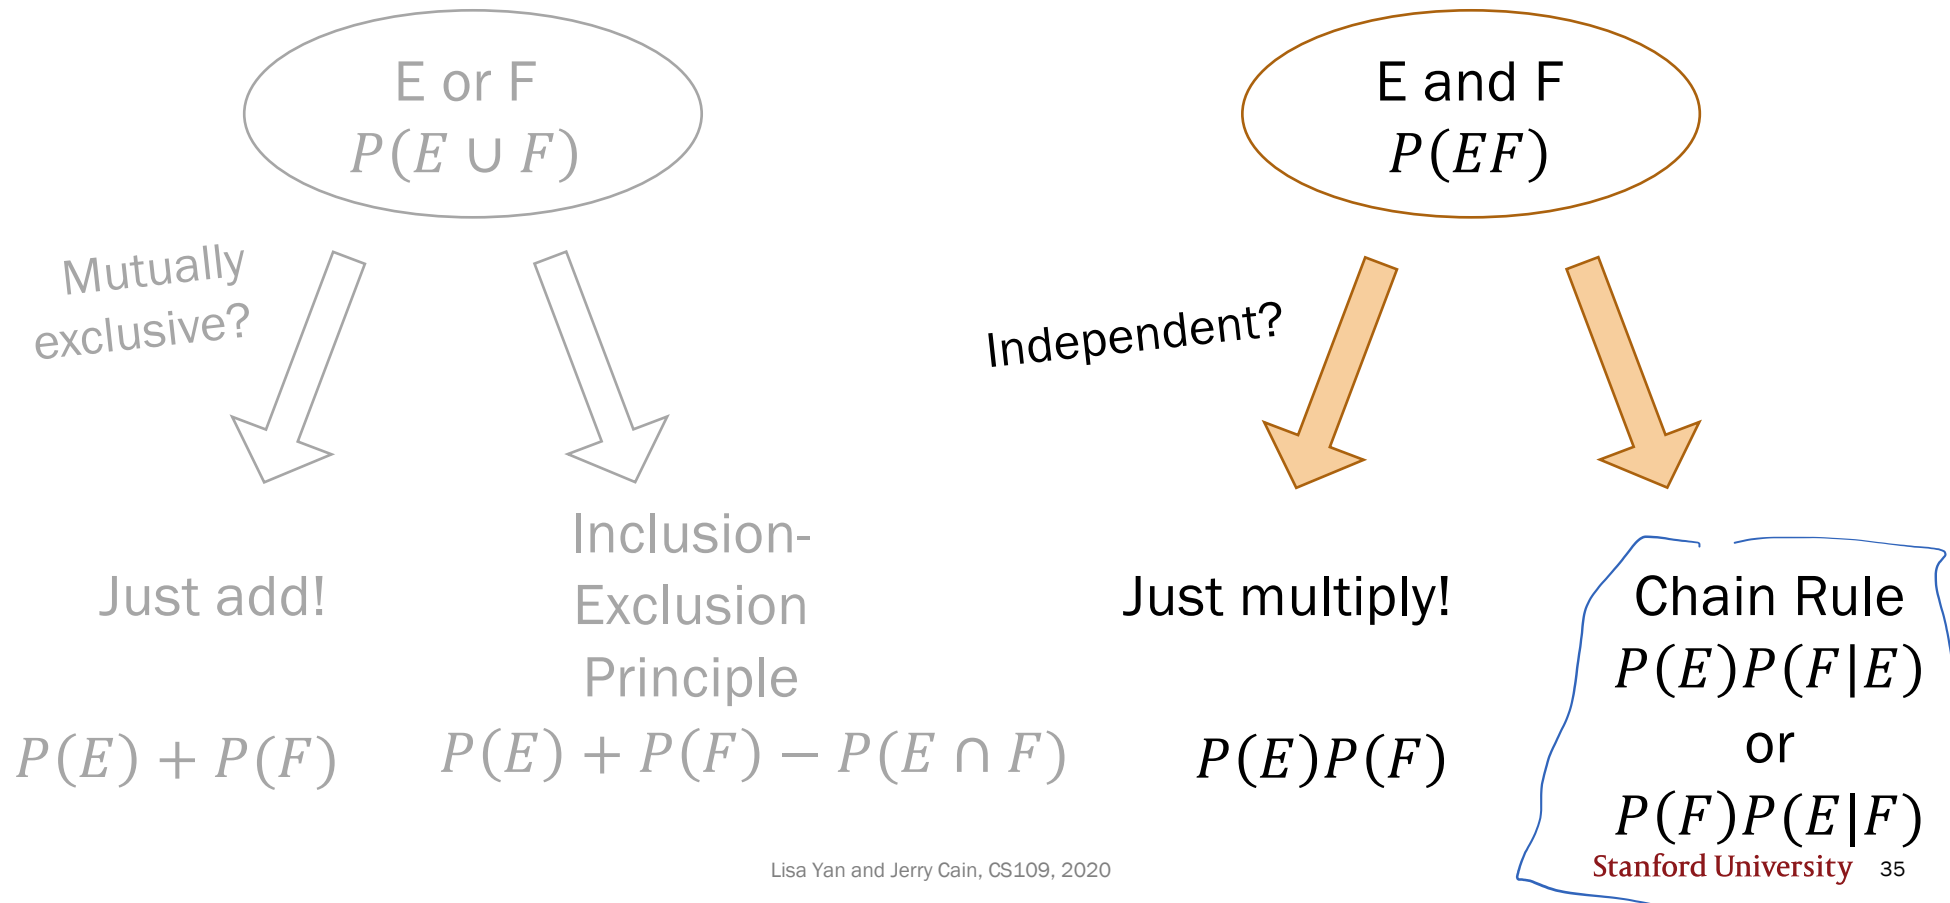 E or F
P(E ∪ F)
Mutually
exclusive?
Just add!
P(E) + P(F)
Inclusion-
Exclusion
Principle
P(E) + P(F) − P(E ∩ F)
E and F
P(EF)
Independent?
Just multiply!
P(E)P(F)
Chain Rule
P(E)P(F|E)
or
P(F)P(E|F)
Lisa Yan and Jerry Cain, CS109, 2020
Stanford University 35